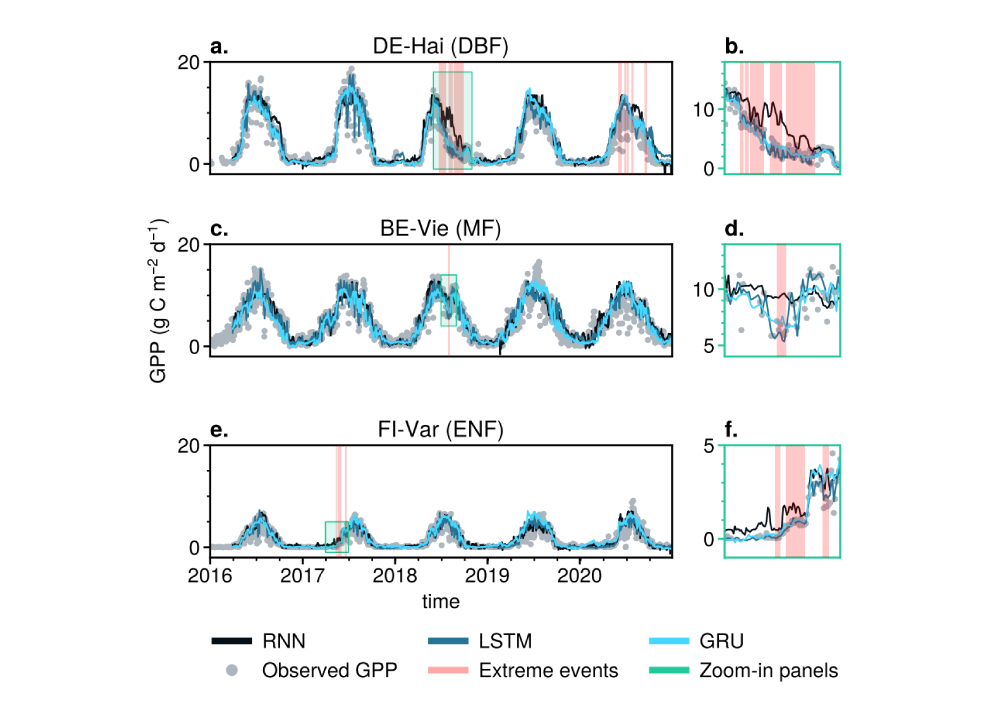 a. DE-Hai (DBF) b.
20
10
0
10
0
c. BE-Vie (MF) d.
20
10
0
10
5
GPP (g C m⁻² d⁻¹)
e. FI-Var (ENF) f.
20
10
0
5
0
2016 2017 2018 2019 2020
time
RNN LSTM GRU
Observed GPP Extreme events Zoom-in panels